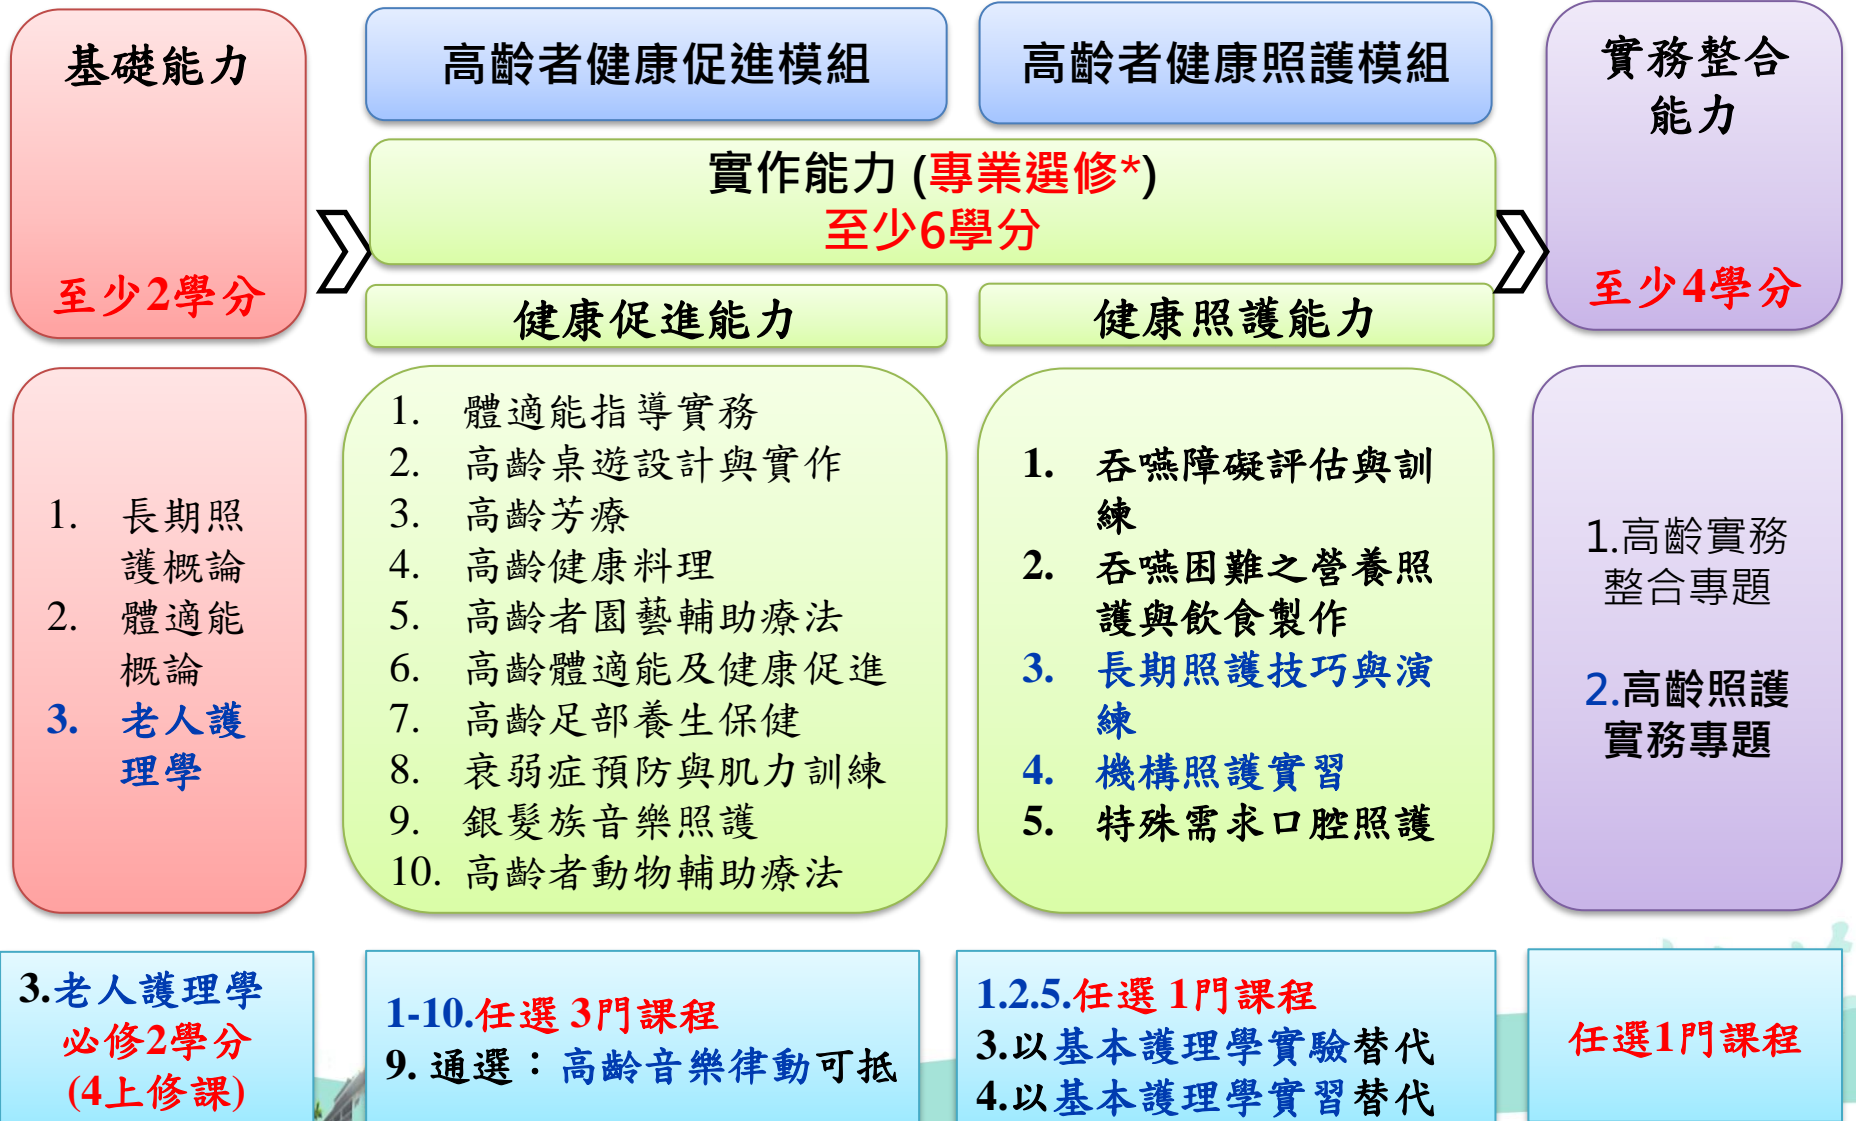 基礎能力
至少2學分
高齡者健康促進模組
高齡者健康照護模組
實作能力 (專業選修*)
至少6學分
健康促進能力
健康照護能力
實務整合
能力
至少4學分
1. 長期照
護概論
2. 體適能
概論
3. 老人護
理學
1. 體適能指導實務
2. 高齡桌遊設計與實作
3. 高齡芳療
4. 高齡健康料理
5. 高齡者園藝輔助療法
6. 高齡體適能及健康促進
7. 高齡足部養生保健
8. 衰弱症預防與肌力訓練
9. 銀髮族音樂照護
10. 高齡者動物輔助療法
1. 吞嚥障礙評估與訓
練
2. 吞嚥困難之營養照
護與飲食製作
3. 長期照護技巧與演
練
4. 機構照護實習
5. 特殊需求口腔照護
1.高齡實務
整合專題
2.高齡照護
實務專題
3.老人護理學
必修2學分
(4上修課)
1-10.任選 3門課程
9. 通選：高齡音樂律動可抵
1.2.5.任選 1門課程
3.以基本護理學實驗替代
4.以基本護理學實習替代
任選1門課程